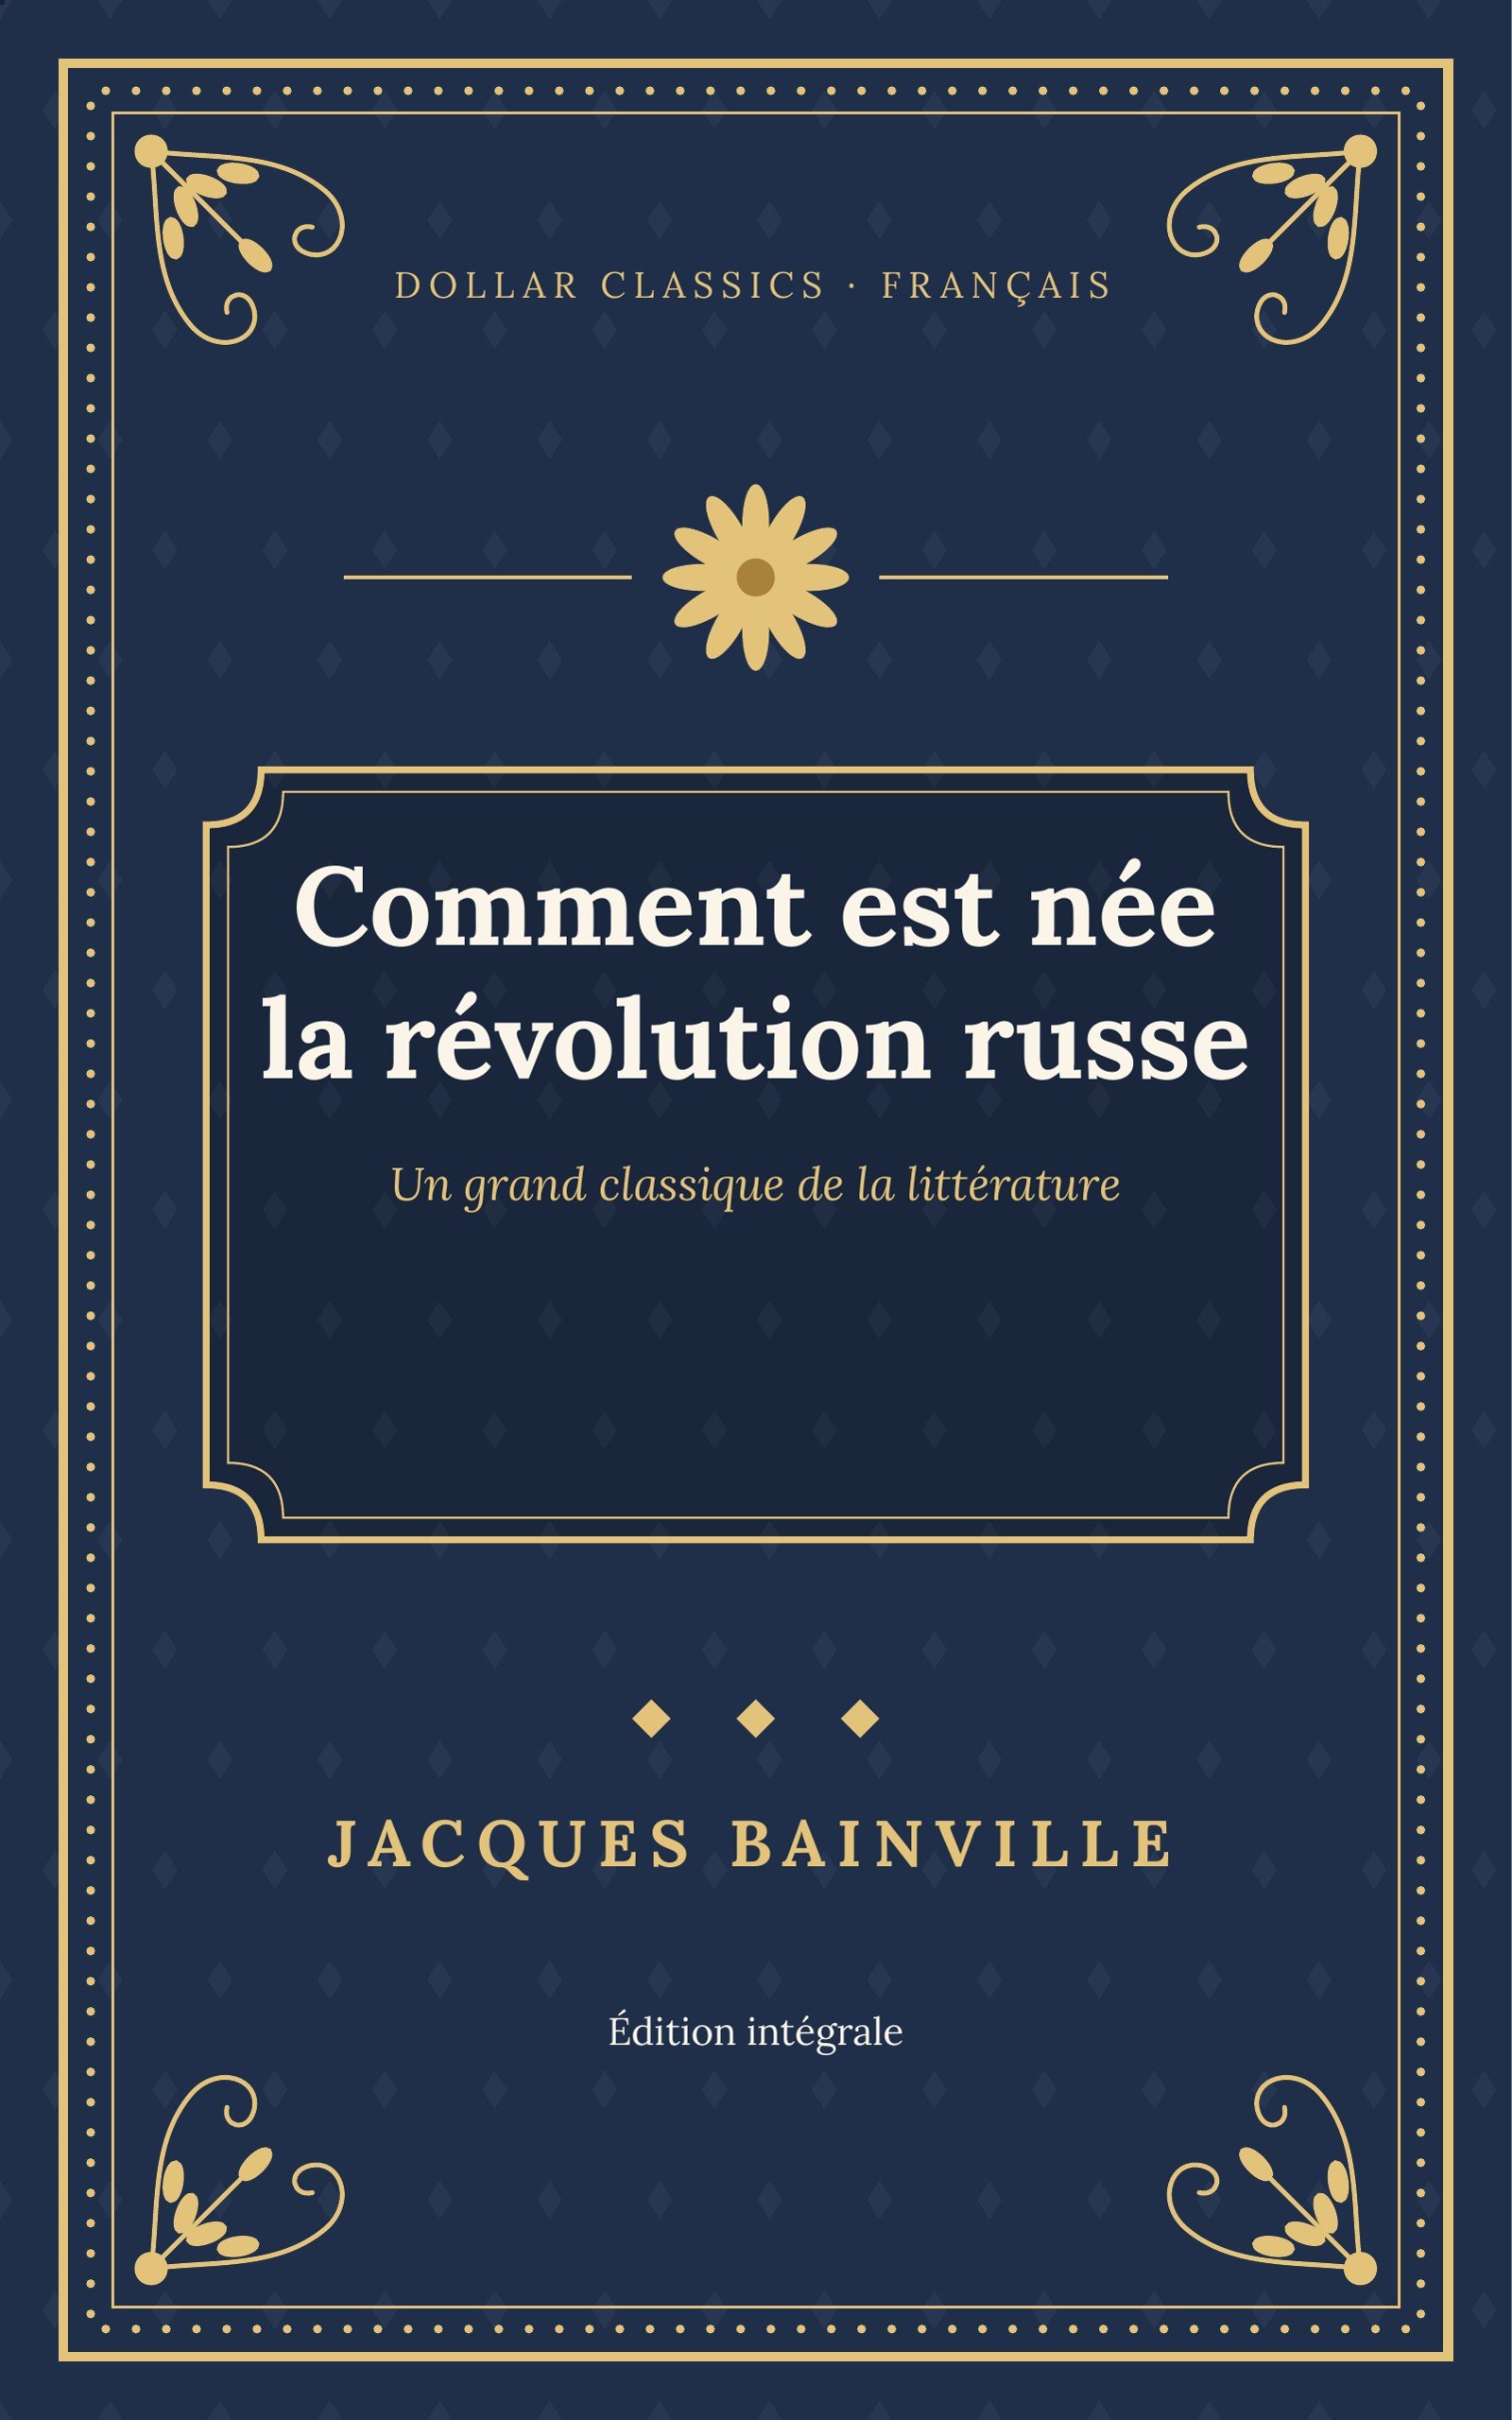 DOLLAR CLASSICS · FRANÇAIS
Comment est née
la révolution russe
Un grand classique de la littérature
JACQUES BAINVILLE
Édition intégrale